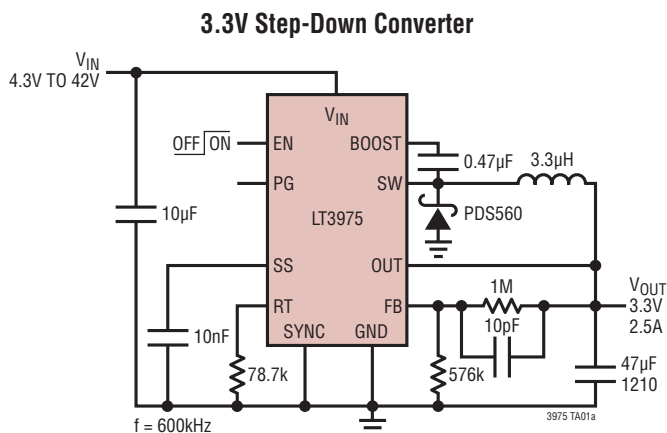 3.3V Step-Down Converter
VIN
4.3V TO 42V
VIN
OFF ON
EN
BOOST
0.47µF
3.3µH
PG
SW
10µF
LT3975
PDS560
SS
OUT
1M
VOUT
3.3V
2.5A
RT
FB
10pF
10nF
SYNC
GND
78.7k
576k
47µF
1210
f = 600kHz
3975 TA01a